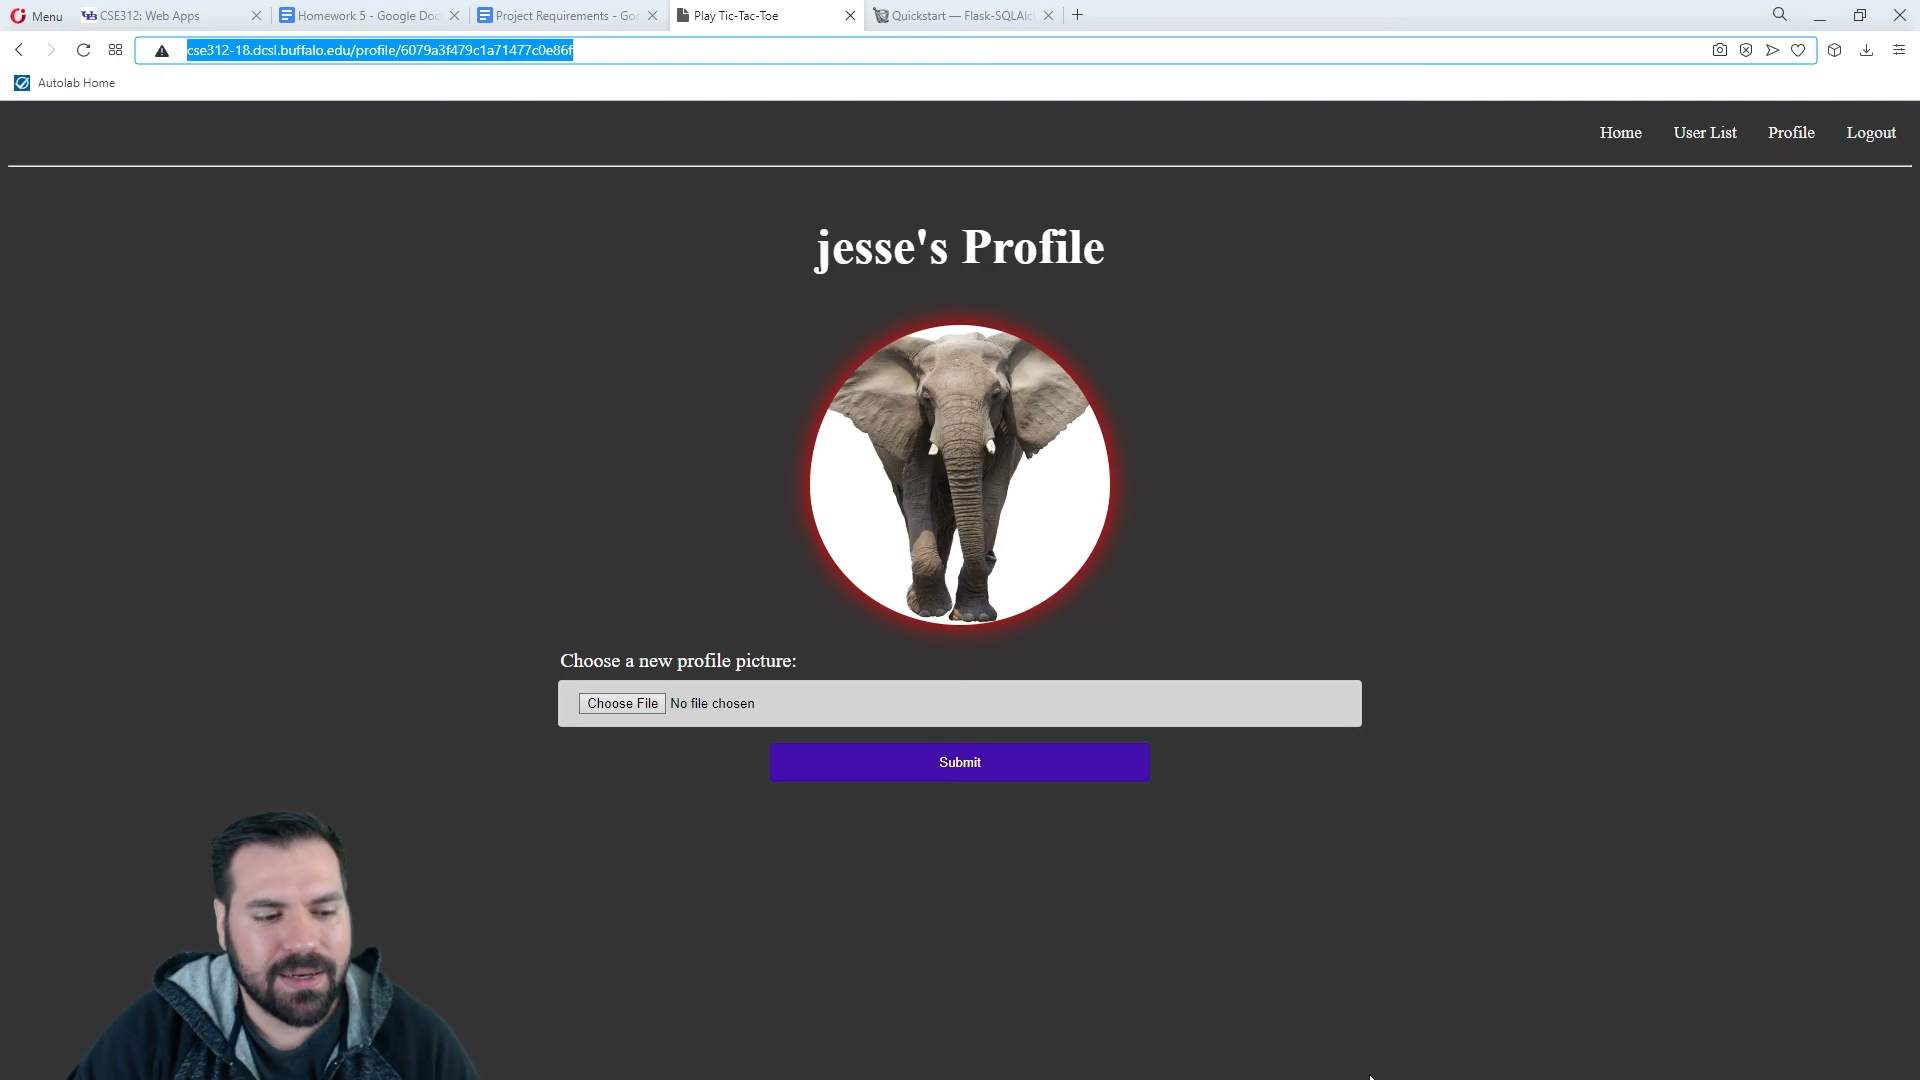 Menu
CSE312: Web Apps
Homework 5 - Google Doc
Project Requirements - Goo
Play Tic-Tac-Toe
Quickstart — Flask-SQLAlc
cse312-18.dcsl.buffalo.edu/profile/6079a3f479c1a71477c0e86f
Autolab Home
Home User List Profile Logout
jesse's Profile
Choose a new profile picture:
Choose File No file chosen
Submit